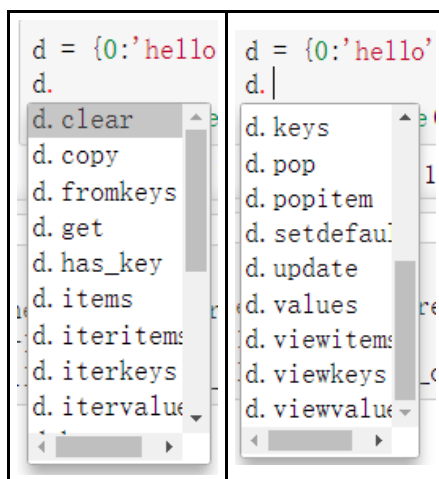 d = {0:'hello
d.
d.clear
d.copy
d.fromkeys
d.get
d.has_key
d.items
d.iteritems
d.iterkeys
d.itervalue
d = {0:'hello'
d.
d.keys
d.pop
d.popitem
d.setdefaul
d.update
d.values
d.viewitems
d.viewkeys
d.viewvalue